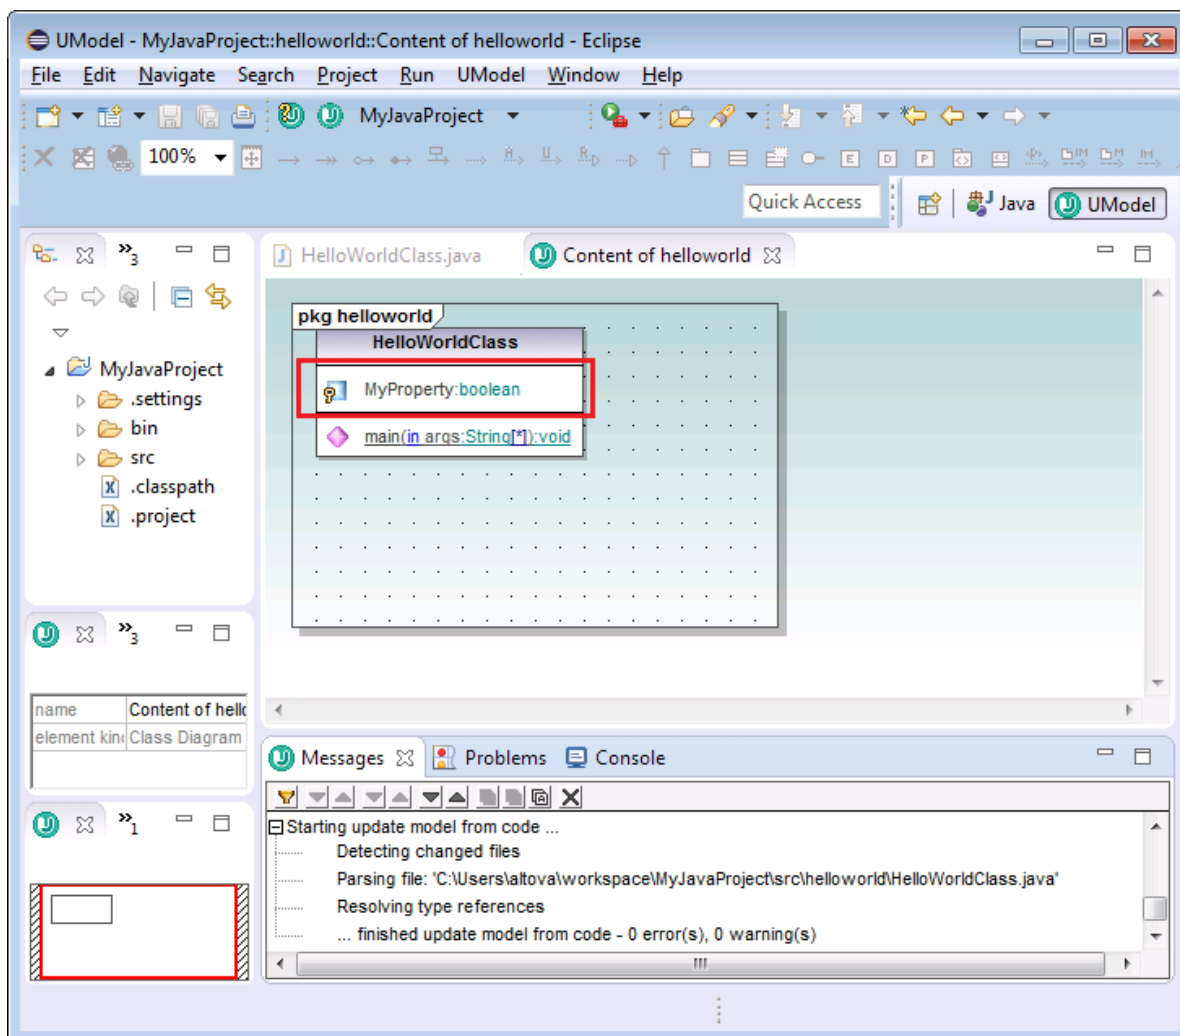 UModel - MyJavaProject::helloworld::Content of helloworld - Eclipse
File Edit Navigate Search Project Run UModel Window Help
MyJavaProject
100%
Quick Access Java UModel
3
HelloWorldClass.java Content of helloworld
MyJavaProject
.settings
bin
src
.classpath
.project
pkg helloworld
HelloWorldClass
MyProperty:boolean
main(in args:String[*]):void
3
name Content of hell
element kin Class Diagram
Messages Problems Console
1
Starting update model from code ...
Detecting changed files
Parsing file: 'C:\Users\altova\workspace\MyJavaProject\src\helloworld\HelloWorldClass.java'
Resolving type references
... finished update model from code - 0 error(s), 0 warning(s)